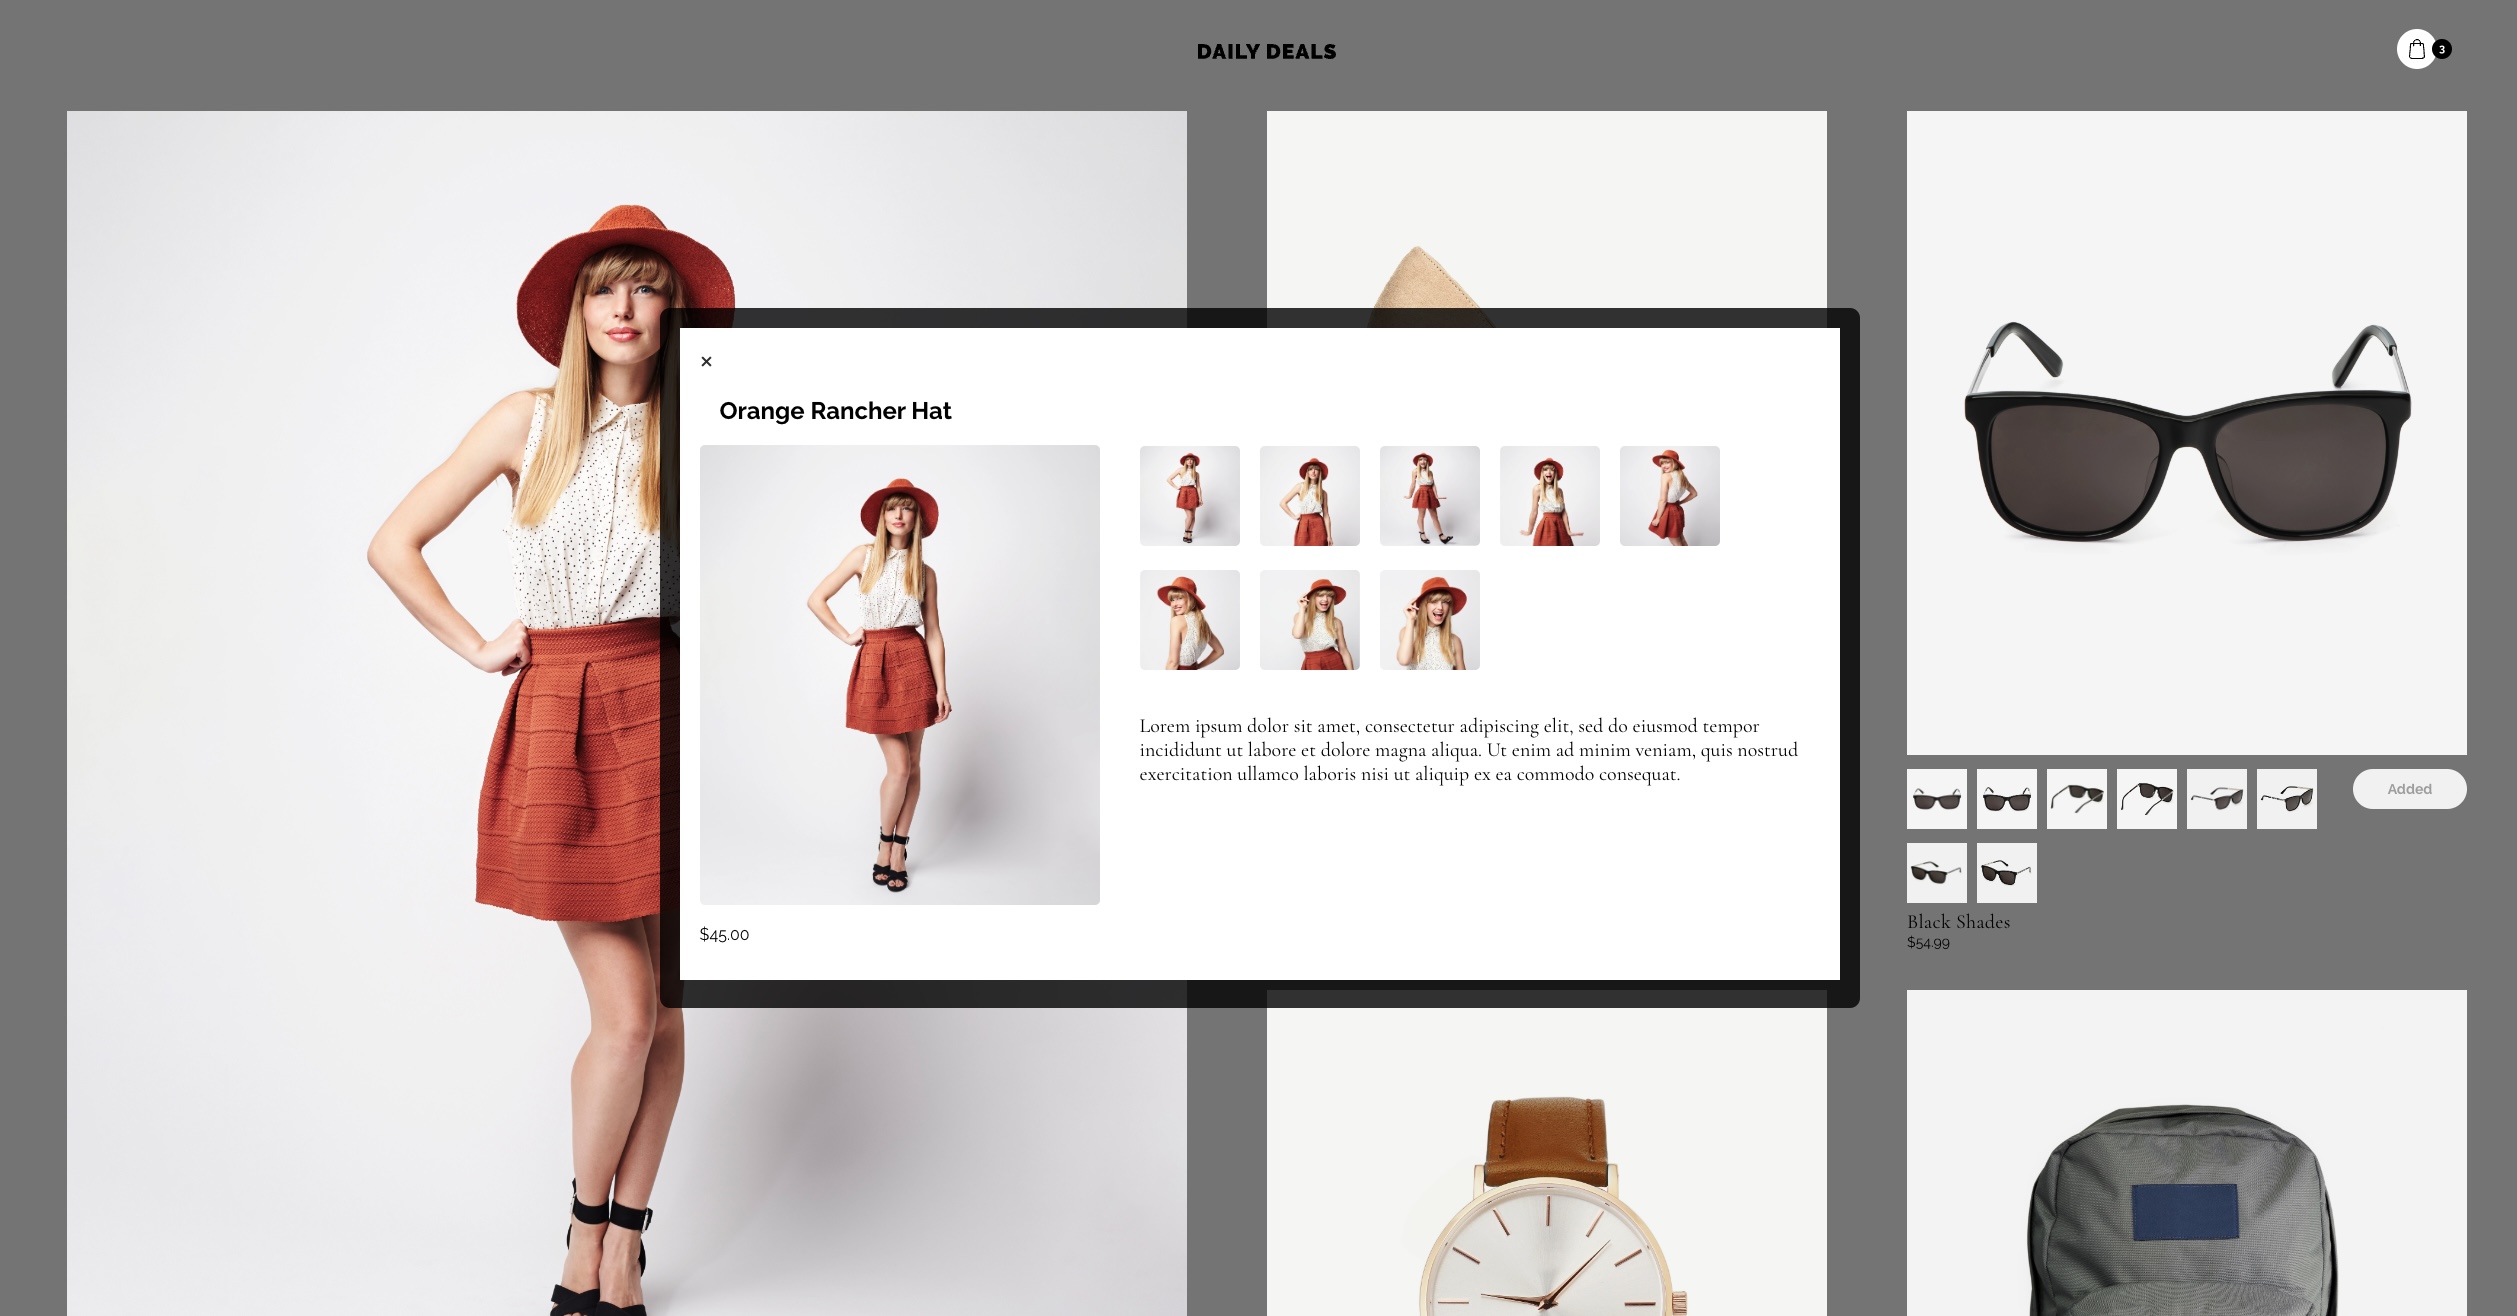 DAILY DEALS
3
×
Orange Rancher Hat
Lorem ipsum dolor sit amet, consectetur adipiscing elit, sed do eiusmod tempor
incididunt ut labore et dolore magna aliqua. Ut enim ad minim veniam, quis nostrud
exercitation ullamco laboris nisi ut aliquip ex ea commodo consequat.
$45.00
Added
Black Shades
$54.99